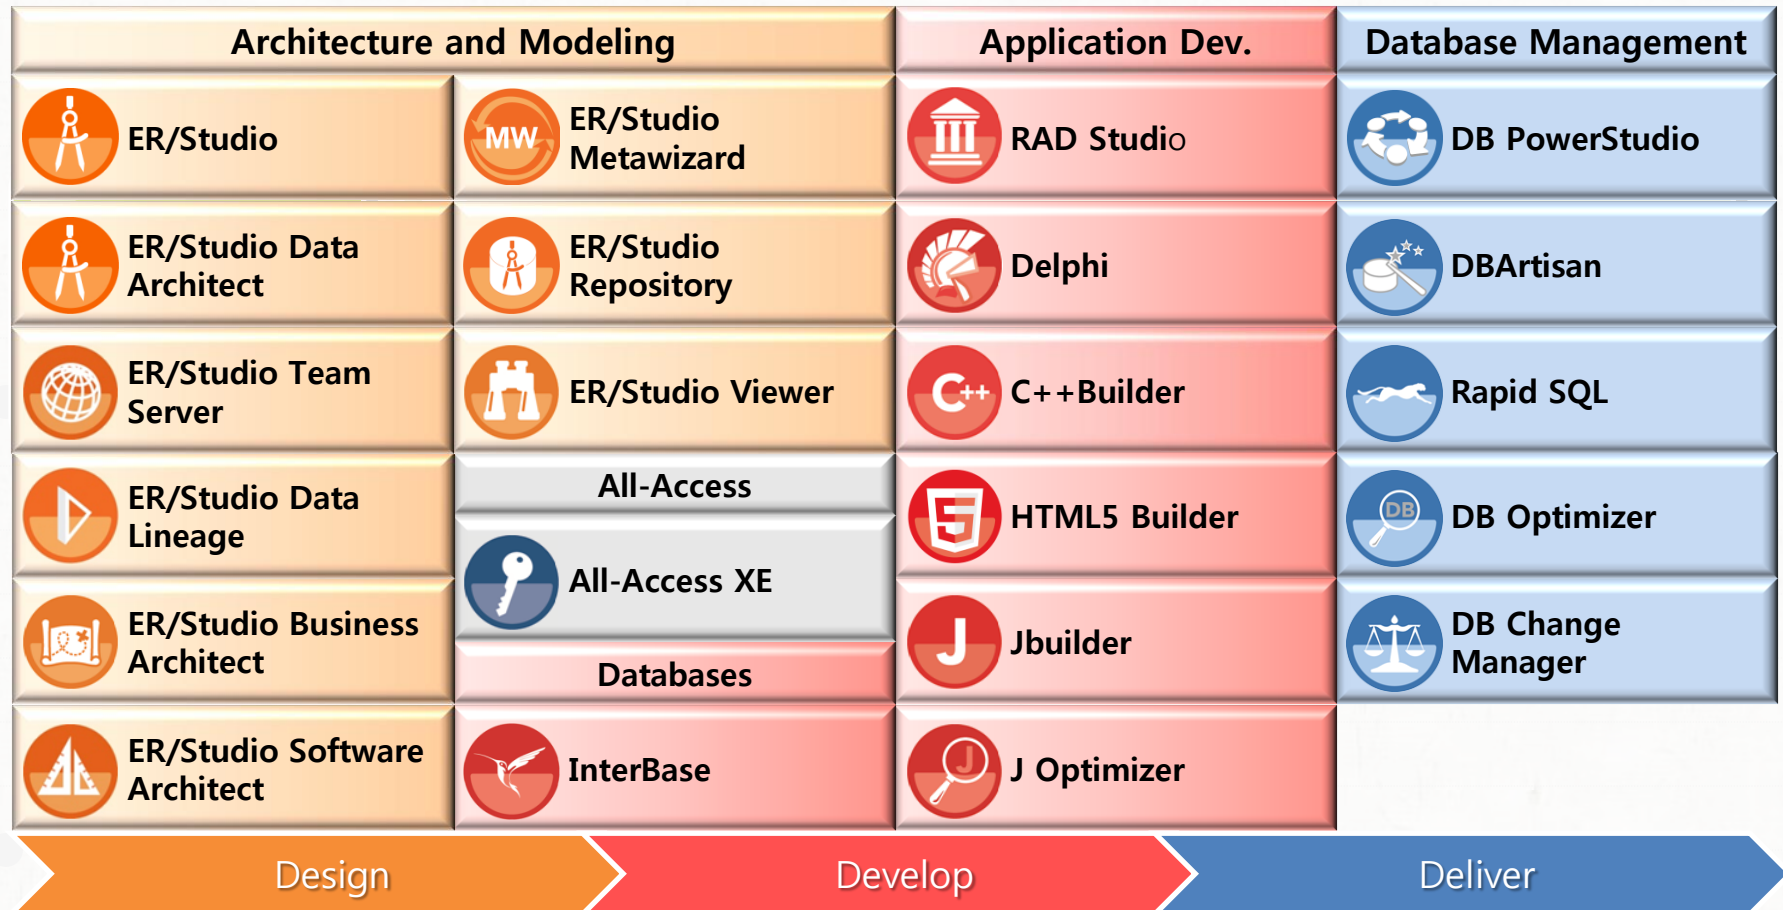 Architecture and Modeling
Application Dev.
Database Management
ER/Studio
MW
ER/Studio
Metawizard
RAD Studio
DB PowerStudio
ER/Studio Data
Architect
ER/Studio
Repository
Delphi
DBArtisan
ER/Studio Team
Server
ER/Studio Viewer
C++
C++Builder
Rapid SQL
ER/Studio Data
Lineage
All-Access
All-Access XE
5
HTML5 Builder
DB
DB Optimizer
ER/Studio Business
Architect
Databases
J
Jbuilder
DB Change
Manager
ER/Studio Software
Architect
InterBase
J
J Optimizer
Design
Develop
Deliver